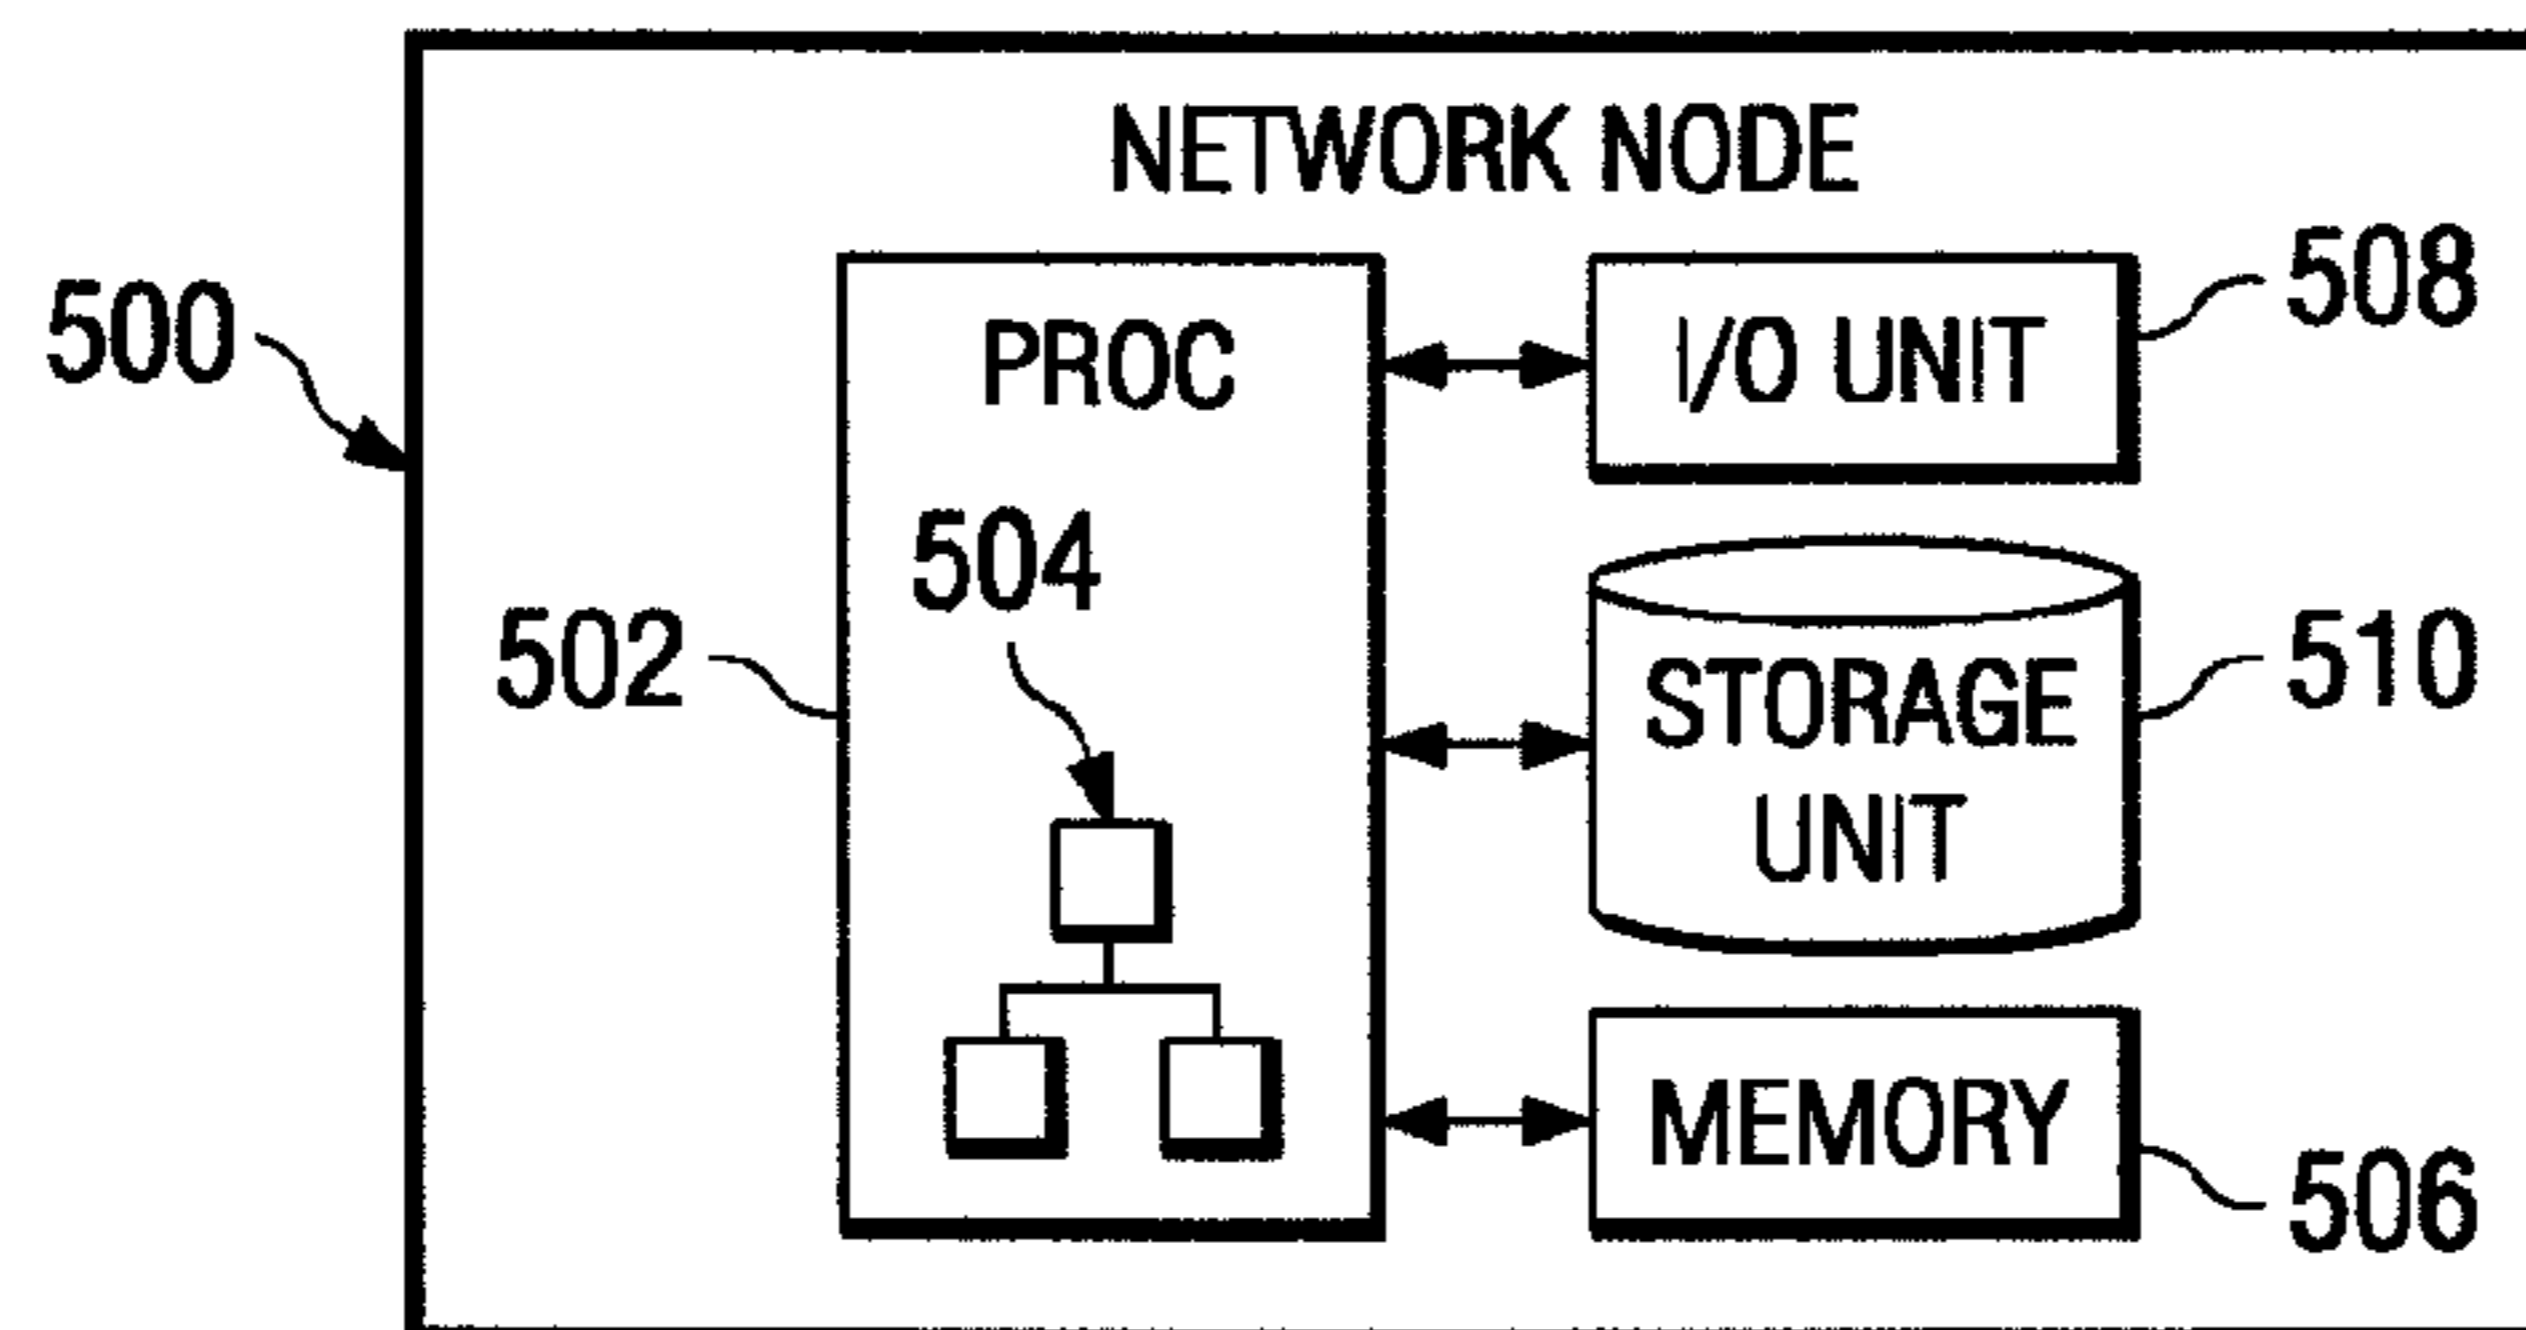 NETWORK NODE
500
PROC
I/O UNIT
508
504
502
STORAGE
UNIT
510
MEMORY
506